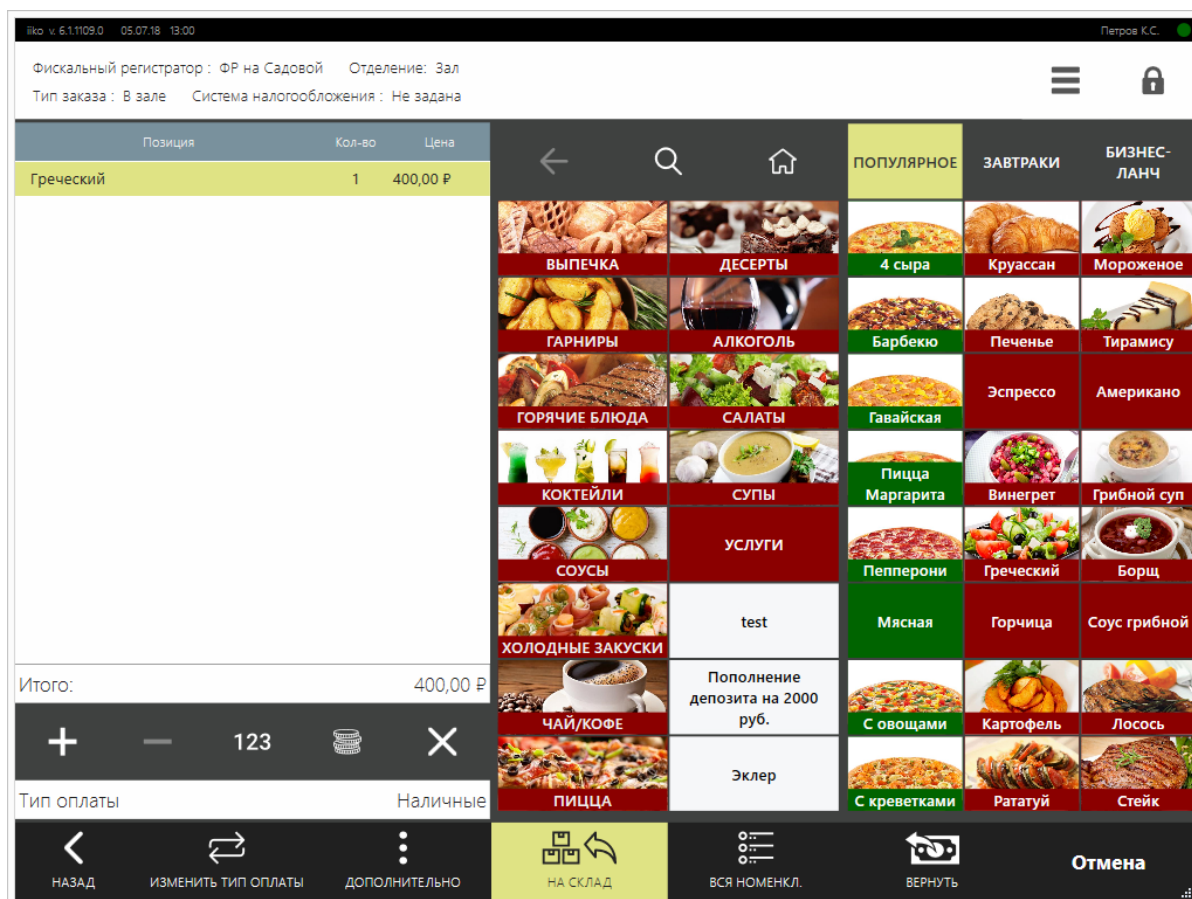 iiko v. 6.1.1109.0 05.07.18 13:00 Петров К.С.
Фискальный регистратор : ФР на Садовой Отделение: Зал
Тип заказа : В зале Система налогообложения : Не задана
Позиция Кол-во Цена
Греческий 1 400,00 ₽
Итого: 400,00 ₽
123
Тип оплаты Наличные
ПОПУЛЯРНОЕ ЗАВТРАКИ БИЗНЕС-
ЛАНЧ
ВЫПЕЧКА ДЕСЕРТЫ
ГАРНИРЫ АЛКОГОЛЬ
ГОРЯЧИЕ БЛЮДА САЛАТЫ
КОКТЕЙЛИ СУПЫ
СОУСЫ УСЛУГИ
ХОЛОДНЫЕ ЗАКУСКИ test
ЧАЙ/КОФЕ Пополнение
депозита на 2000
руб.
ПИЦЦА Эклер
4 сыра Круассан Мороженое
Барбекю Печенье Тирамису
Гавайская Эспрессо Американо
Пицца
Маргарита Винегрет Грибной суп
Пепперони Греческий Борщ
Мясная Горчица Соус грибной
С овощами Картофель Лосось
С креветками Рататуй Стейк
НАЗАД ИЗМЕНИТЬ ТИП ОПЛАТЫ ДОПОЛНИТЕЛЬНО НА СКЛАД ВСЯ НОМЕНКЛ. ВЕРНУТЬ Отмена